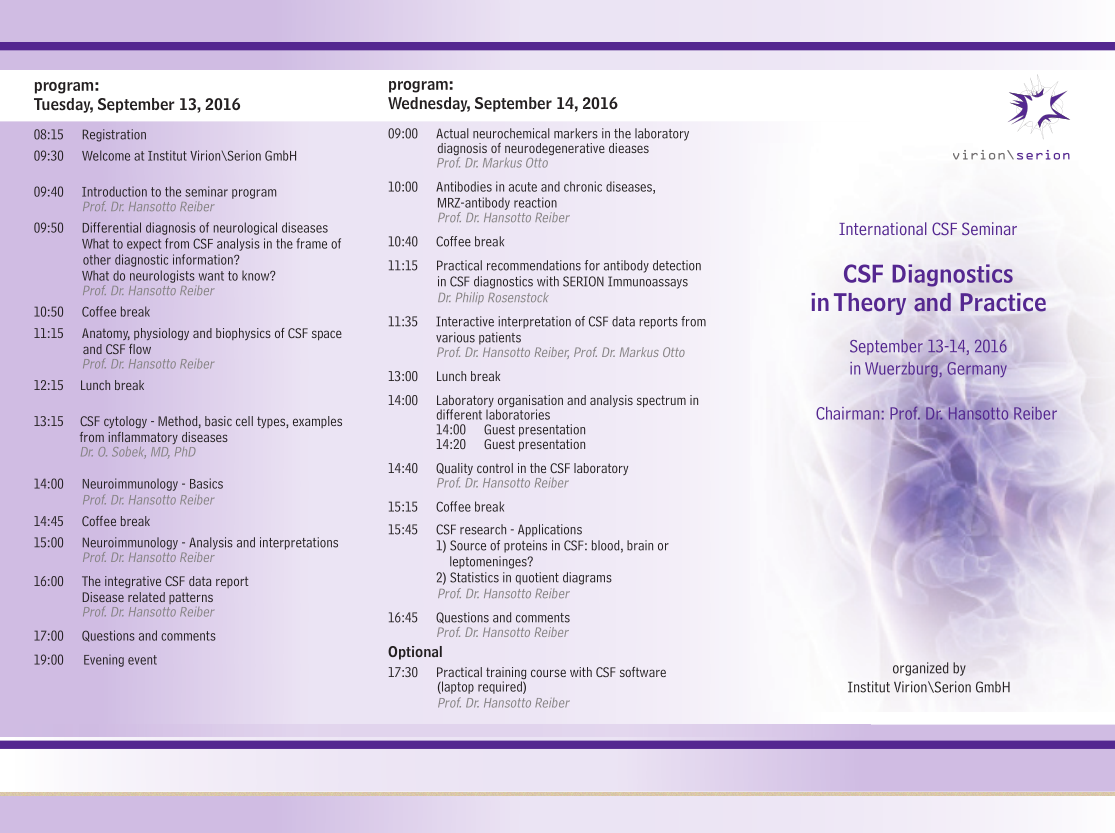 program:
Tuesday, September 13, 2016
08:15 Registration
09:30 Welcome at Institut Virion\Serion GmbH
09:40 Introduction to the seminar program
Prof. Dr. Hansotto Reiber
09:50 Differential diagnosis of neurological diseases
What to expect from CSF analysis in the frame of
other diagnostic information?
What do neurologists want to know?
Prof. Dr. Hansotto Reiber
10:50 Coffee break
11:15 Anatomy, physiology and biophysics of CSF space
and CSF flow
Prof. Dr. Hansotto Reiber
12:15 Lunch break
13:15 CSF cytology - Method, basic cell types, examples
from inflammatory diseases
Dr. O. Sobek, MD, PhD
14:00 Neuroimmunology - Basics
Prof. Dr. Hansotto Reiber
14:45 Coffee break
15:00 Neuroimmunology - Analysis and interpretations
Prof. Dr. Hansotto Reiber
16:00 The integrative CSF data report
Disease related patterns
Prof. Dr. Hansotto Reiber
17:00 Questions and comments
19:00 Evening event
program:
Wednesday, September 14, 2016
09:00 Actual neurochemical markers in the laboratory
diagnosis of neurodegenerative dieases
Prof. Dr. Markus Otto
10:00 Antibodies in acute and chronic diseases,
MRZ-antibody reaction
Prof. Dr. Hansotto Reiber
10:40 Coffee break
11:15 Practical recommendations for antibody detection
in CSF diagnostics with SERION Immunoassays
Dr. Philip Rosenstock
11:35 Interactive interpretation of CSF data reports from
various patients
Prof. Dr. Hansotto Reiber, Prof. Dr. Markus Otto
13:00 Lunch break
14:00 Laboratory organisation and analysis spectrum in
different laboratories
14:00 Guest presentation
14:20 Guest presentation
14:40 Quality control in the CSF laboratory
Prof. Dr. Hansotto Reiber
15:15 Coffee break
15:45 CSF research - Applications
1) Source of proteins in CSF: blood, brain or
leptomeninges?
2) Statistics in quotient diagrams
Prof. Dr. Hansotto Reiber
16:45 Questions and comments
Prof. Dr. Hansotto Reiber
Optional
17:30 Practical training course with CSF software
(laptop required)
Prof. Dr. Hansotto Reiber
virion\serion
International CSF Seminar
CSF Diagnostics
in Theory and Practice
September 13-14, 2016
in Wuerzburg, Germany
Chairman: Prof. Dr. Hansotto Reiber
organized by
Institut Virion\Serion GmbH